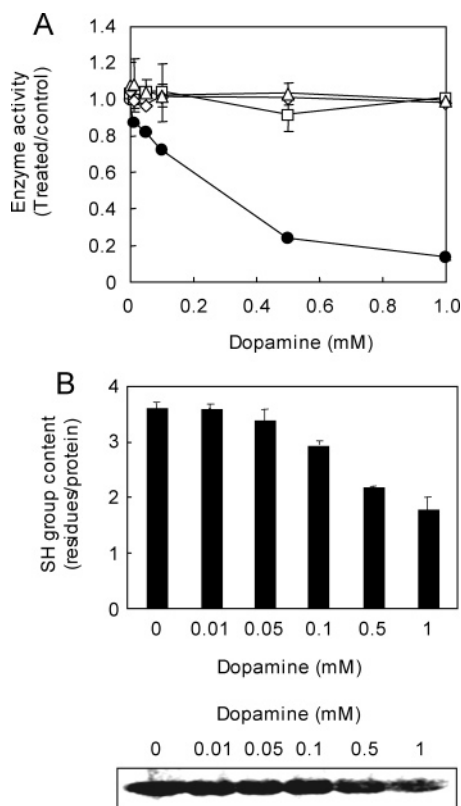 A
Enzyme activity
(Treated/control)
1.4
1.2
1.0
0.8
0.6
0.4
0.2
0
0 0.2 0.4 0.6 0.8 1.0
Dopamine (mM)
B
SH group content
(residues/protein)
4
3
2
1
0
0 0.01 0.05 0.1 0.5 1
Dopamine (mM)
Dopamine (mM)
0 0.01 0.05 0.1 0.5 1